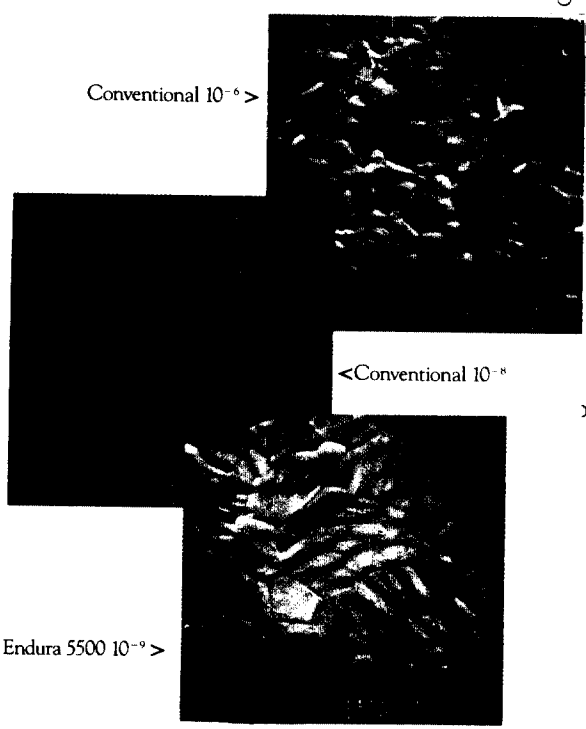 Conventional 10⁻⁶ >
<Conventional 10⁻⁸
Endura 5500 10⁻⁹ >